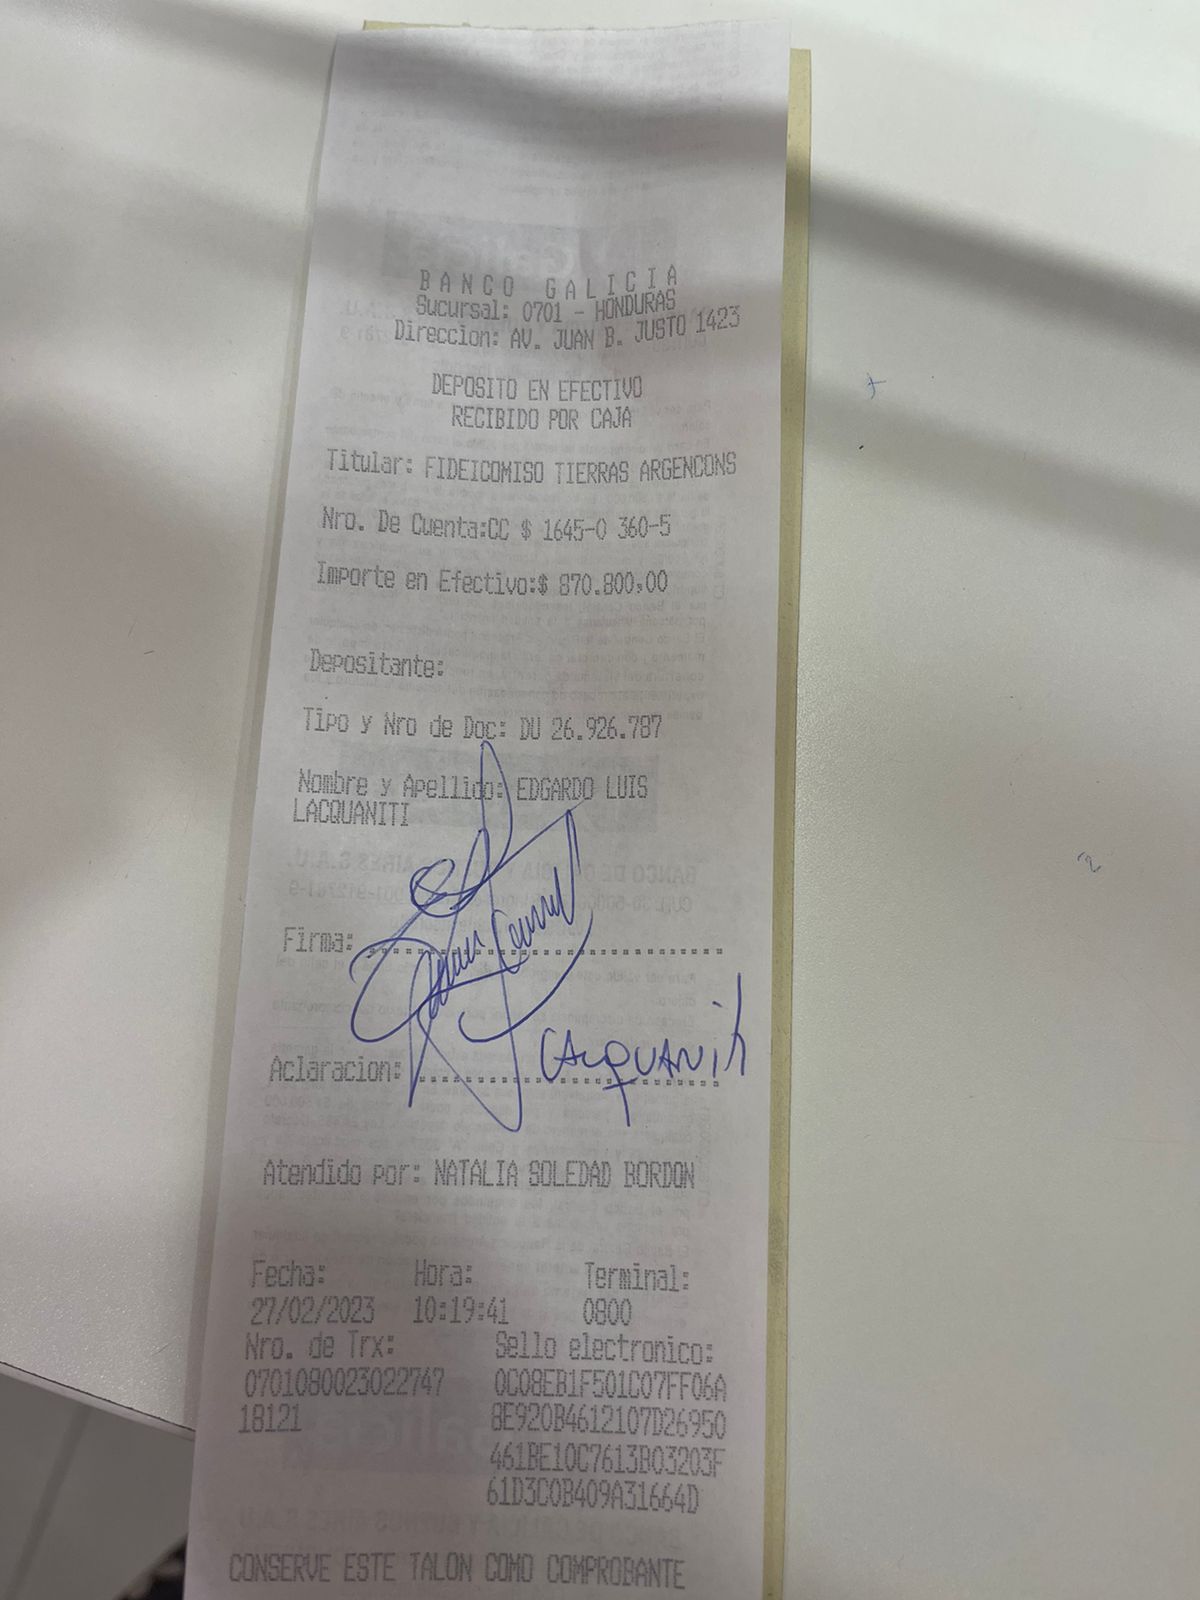 BANCO GALICIA
Sucursal: 0701 - HONDURAS
Direccion: AV. JUAN B. JUSTO 1423
DEPOSITO EN EFECTIVO
RECIBIDO POR CAJA
Titular: FIDEICOMISO TIERRAS ARGENCONS
Nro. De Cuenta:CC $ 1645-0 360-5
Importe en Efectivo:$ 870.800,00
Depositante:
Tipo y Nro de Doc: DU 26.926.787
Nombre y Apellido: EDGARDO LUIS
LACQUANITI
Firma:
Aclaracion:
Atendido por: NATALIA SOLEDAD BORDON
Fecha: Hora: Terminal:
27/02/2023 10:19:41 0800
Nro. de Trx: Sello electronico:
0701080023022747 0C08EB1F501C07FF06A
18121 8E920B4612107D26950
461BE10C7613B03203F
61D3C0B409A31664D
CONSERVE ESTE TALON COMO COMPROBANTE